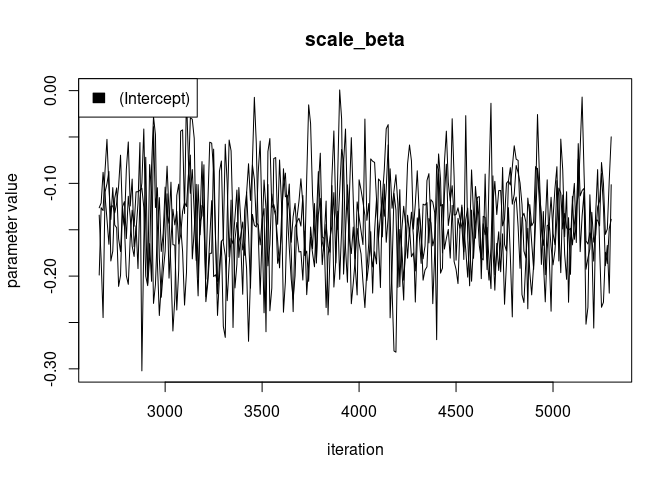 scale_beta
(Intercept)
0.00
-0.10
-0.20
-0.30
parameter value
3000 3500 4000 4500 5000
iteration